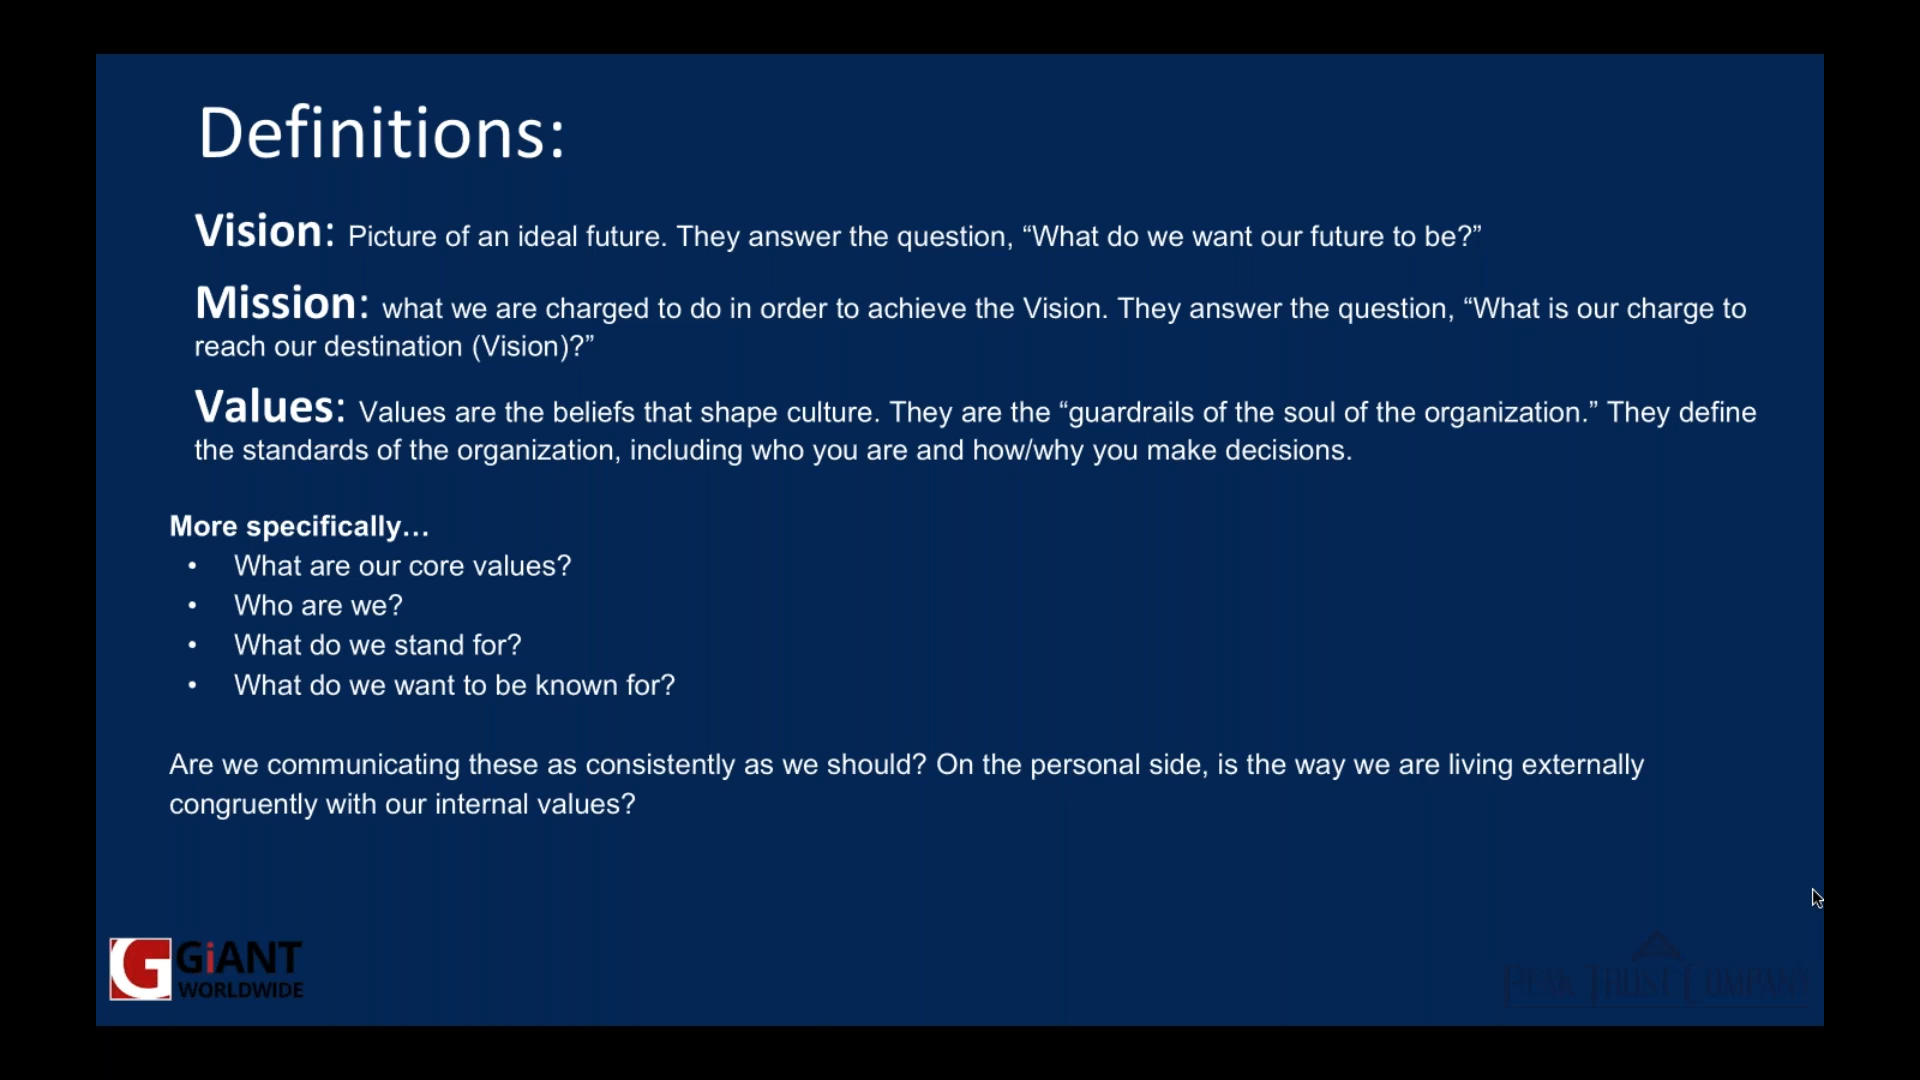 Definitions:
Vision: Picture of an ideal future. They answer the question, “What do we want our future to be?”
Mission: what we are charged to do in order to achieve the Vision. They answer the question, “What is our charge to
reach our destination (Vision)?”
Values: Values are the beliefs that shape culture. They are the “guardrails of the soul of the organization.” They define
the standards of the organization, including who you are and how/why you make decisions.
More specifically…
• What are our core values?
• Who are we?
• What do we stand for?
• What do we want to be known for?
Are we communicating these as consistently as we should? On the personal side, is the way we are living externally
congruently with our internal values?
G GiANT
WORLDWIDE
PEAK TRUST COMPANY